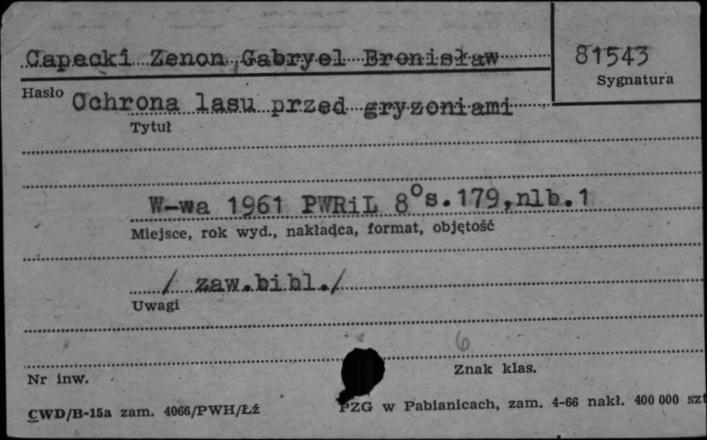 Capecki Zenon, Gabryel Bronisław
81543
Sygnatura
Hasło
Ochrona lasu przed gryzoniami
Tytuł
W-wa 1961 PWRiL 8° s.179, nlb.1
Miejsce, rok wyd., nakładca, format, objętość
/ zaw.bibl./
Uwagi
6
Nr inw.
Znak klas.
CWD/B-15a zam. 4066/PWH/Łź
PZG w Pabianicach, zam. 4-66 nakł. 400 000 szt